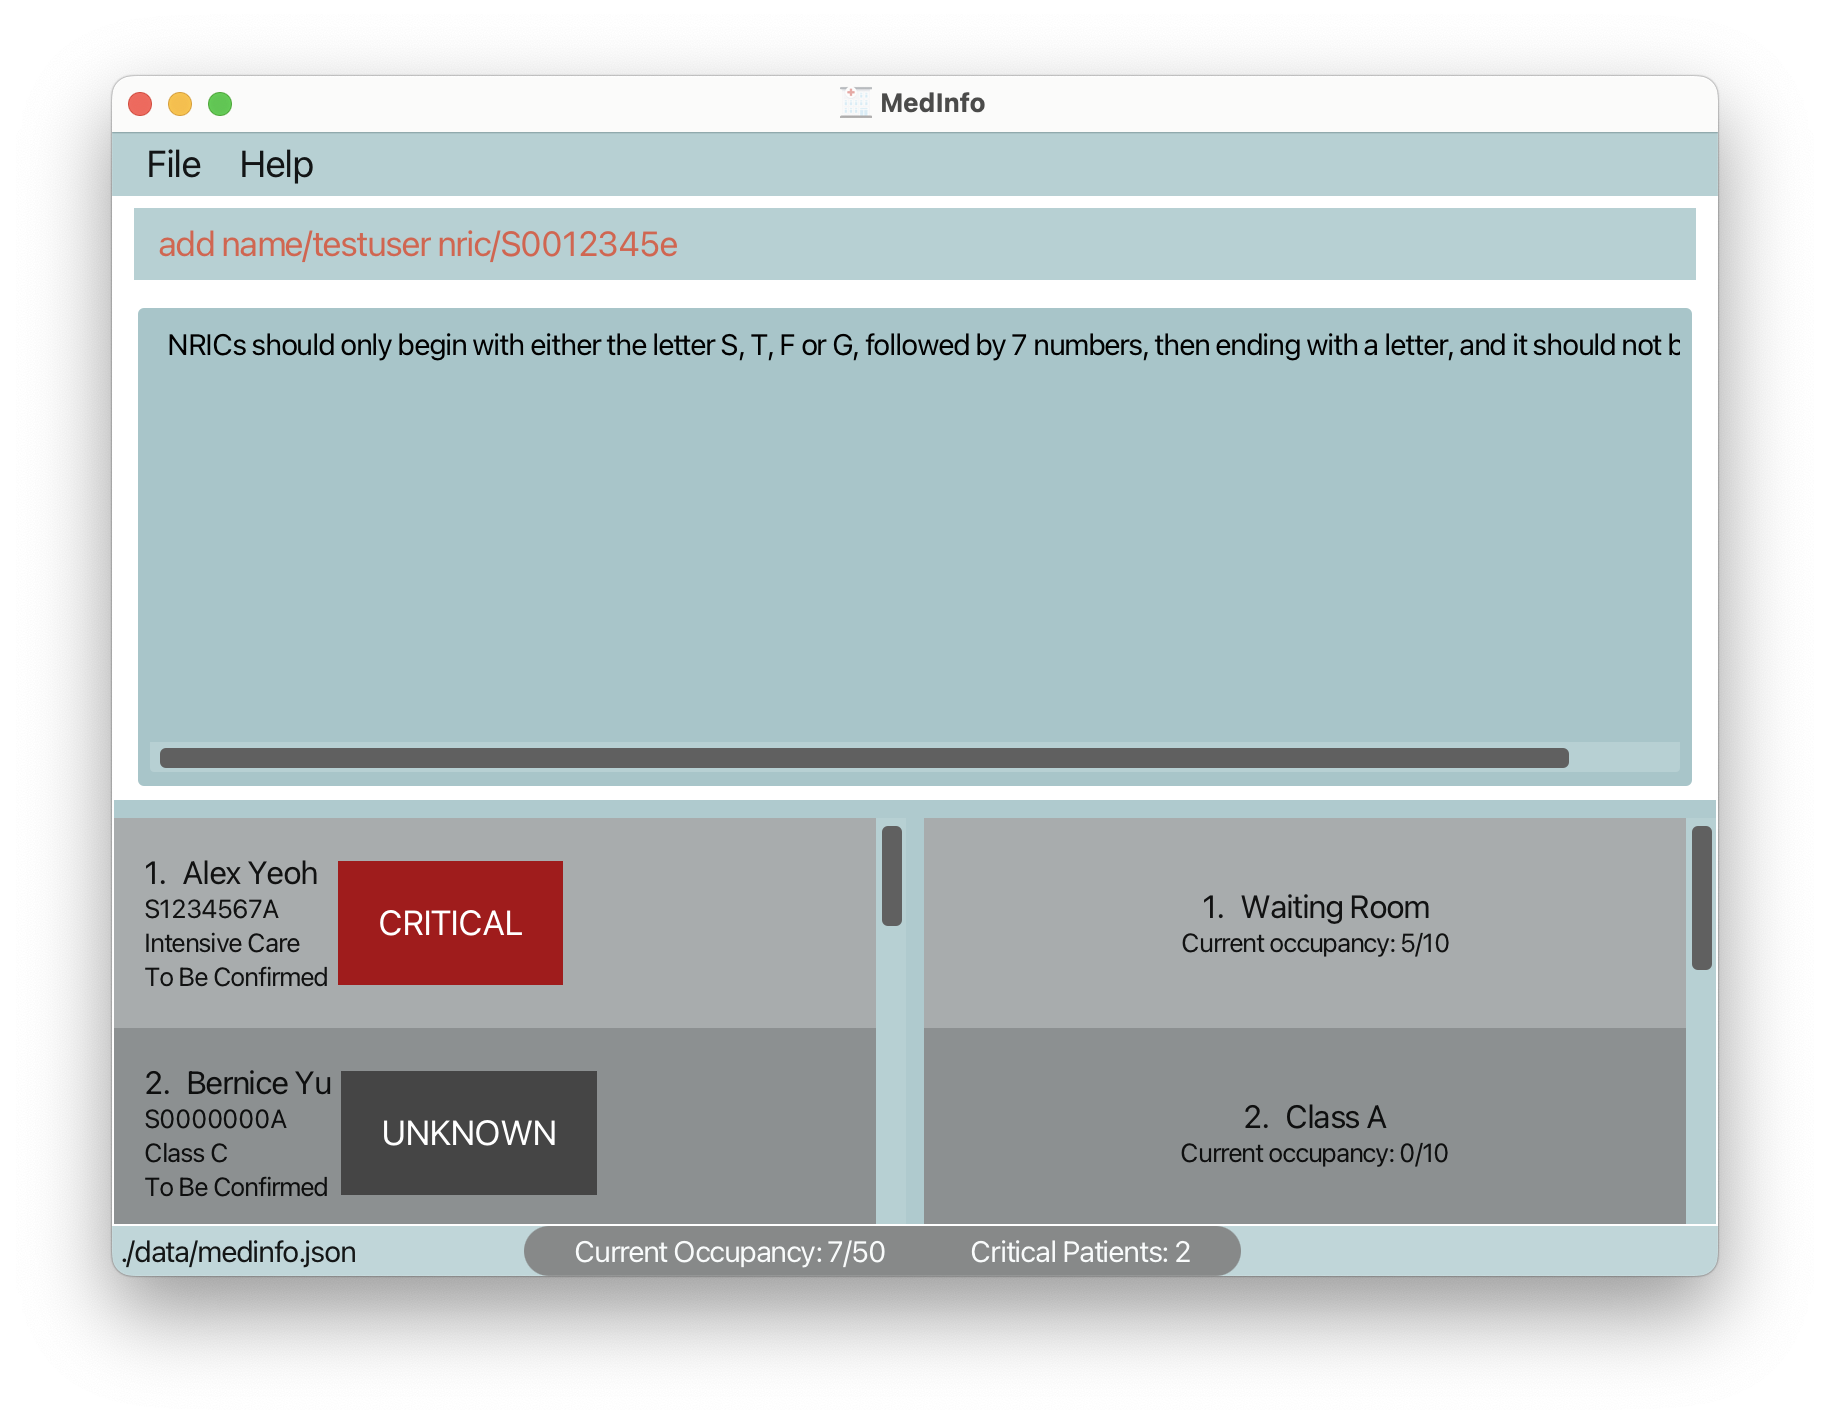 MedInfo
File Help
add name/testuser nric/S0012345e
NRICs should only begin with either the letter S, T, F or G, followed by 7 numbers, then ending with a letter, and it should not
1. Alex Yeoh
S1234567A
Intensive Care
To Be Confirmed
CRITICAL
1. Waiting Room
Current occupancy: 5/10
2. Bernice Yu
S0000000A
Class C
To Be Confirmed
UNKNOWN
2. Class A
Current occupancy: 0/10
./data/medinfo.json
Current Occupancy: 7/50 Critical Patients: 2